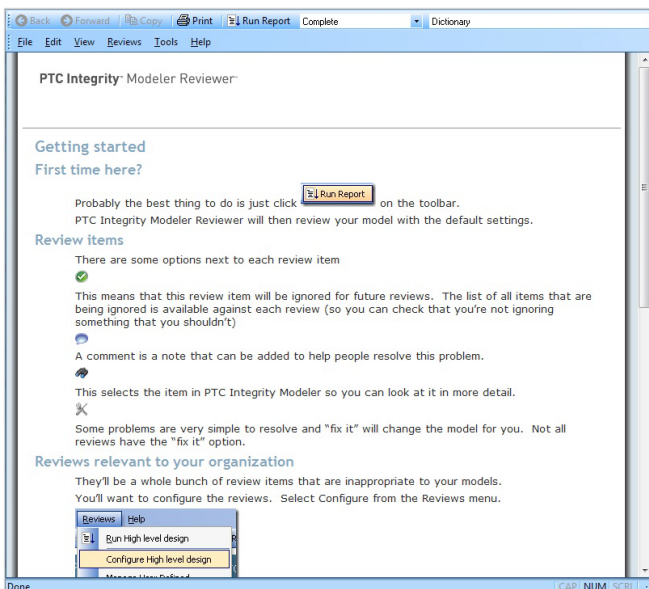 Back Forward Copy Print Run Report Complete Dictionary
File Edit View Reviews Tools Help
PTC Integrity™ Modeler Reviewer™
Getting started
First time here?
Probably the best thing to do is just click Run Report on the toolbar.
PTC Integrity Modeler Reviewer will then review your model with the default settings.
Review items
There are some options next to each review item
This means that this review item will be ignored for future reviews. The list of all items that are
being ignored is available against each review (so you can check that you're not ignoring
something that you shouldn't)
A comment is a note that can be added to help people resolve this problem.
This selects the item in PTC Integrity Modeler so you can look at it in more detail.
Some problems are very simple to resolve and "fix it" will change the model for you. Not all
reviews have the "fix it" option.
Reviews relevant to your organization
They'll be a whole bunch of review items that are inappropriate to your models.
You'll want to configure the reviews. Select Configure from the Reviews menu.
Reviews Help
Run High level design
Configure High level design
Manage User Defined
Done CAP NUM SCRL